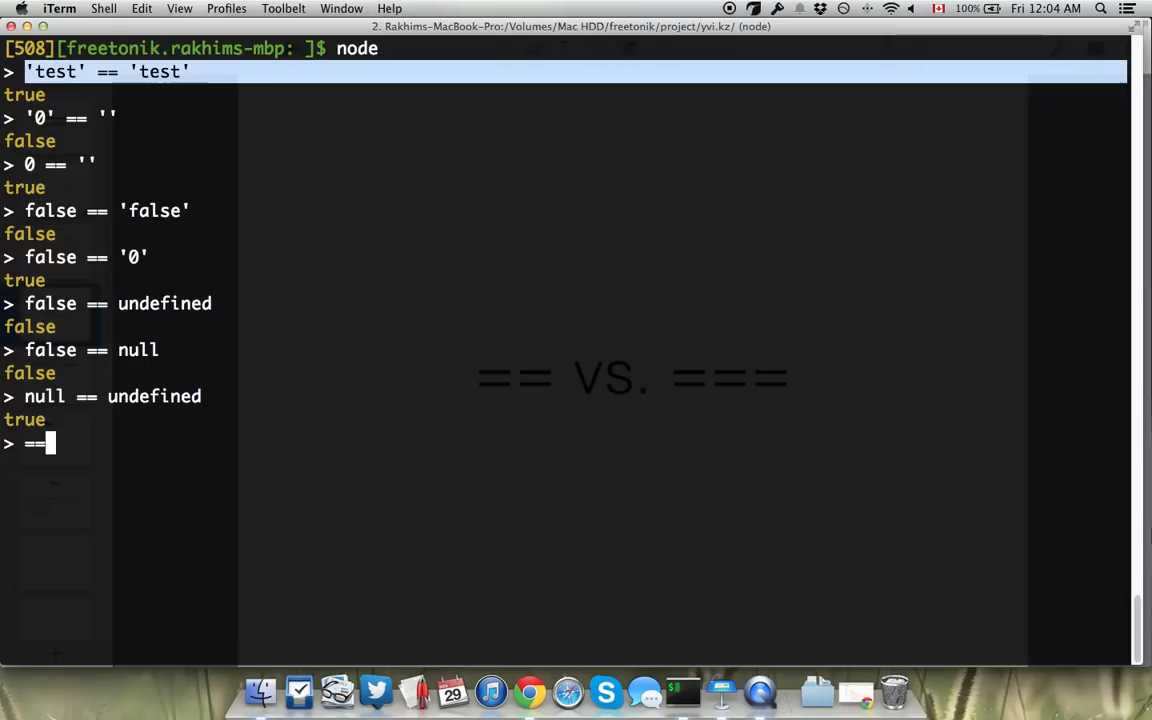 iTerm Shell Edit View Profiles Toolbelt Window Help 100% Fri 12:04 AM
2. Rakhims-MacBook-Pro:/Volumes/Mac HDD/freetonik/project/yvi.kz/ (node)
[508][freetonik.rakhims-mbp: ]$ node
> 'test' == 'test'
true
> '0' == ''
false
> 0 == ''
true
> false == 'false'
false
> false == '0'
true
> false == undefined
false
> false == null
false
== VS. ===
> null == undefined
true
> ==
NOV
29